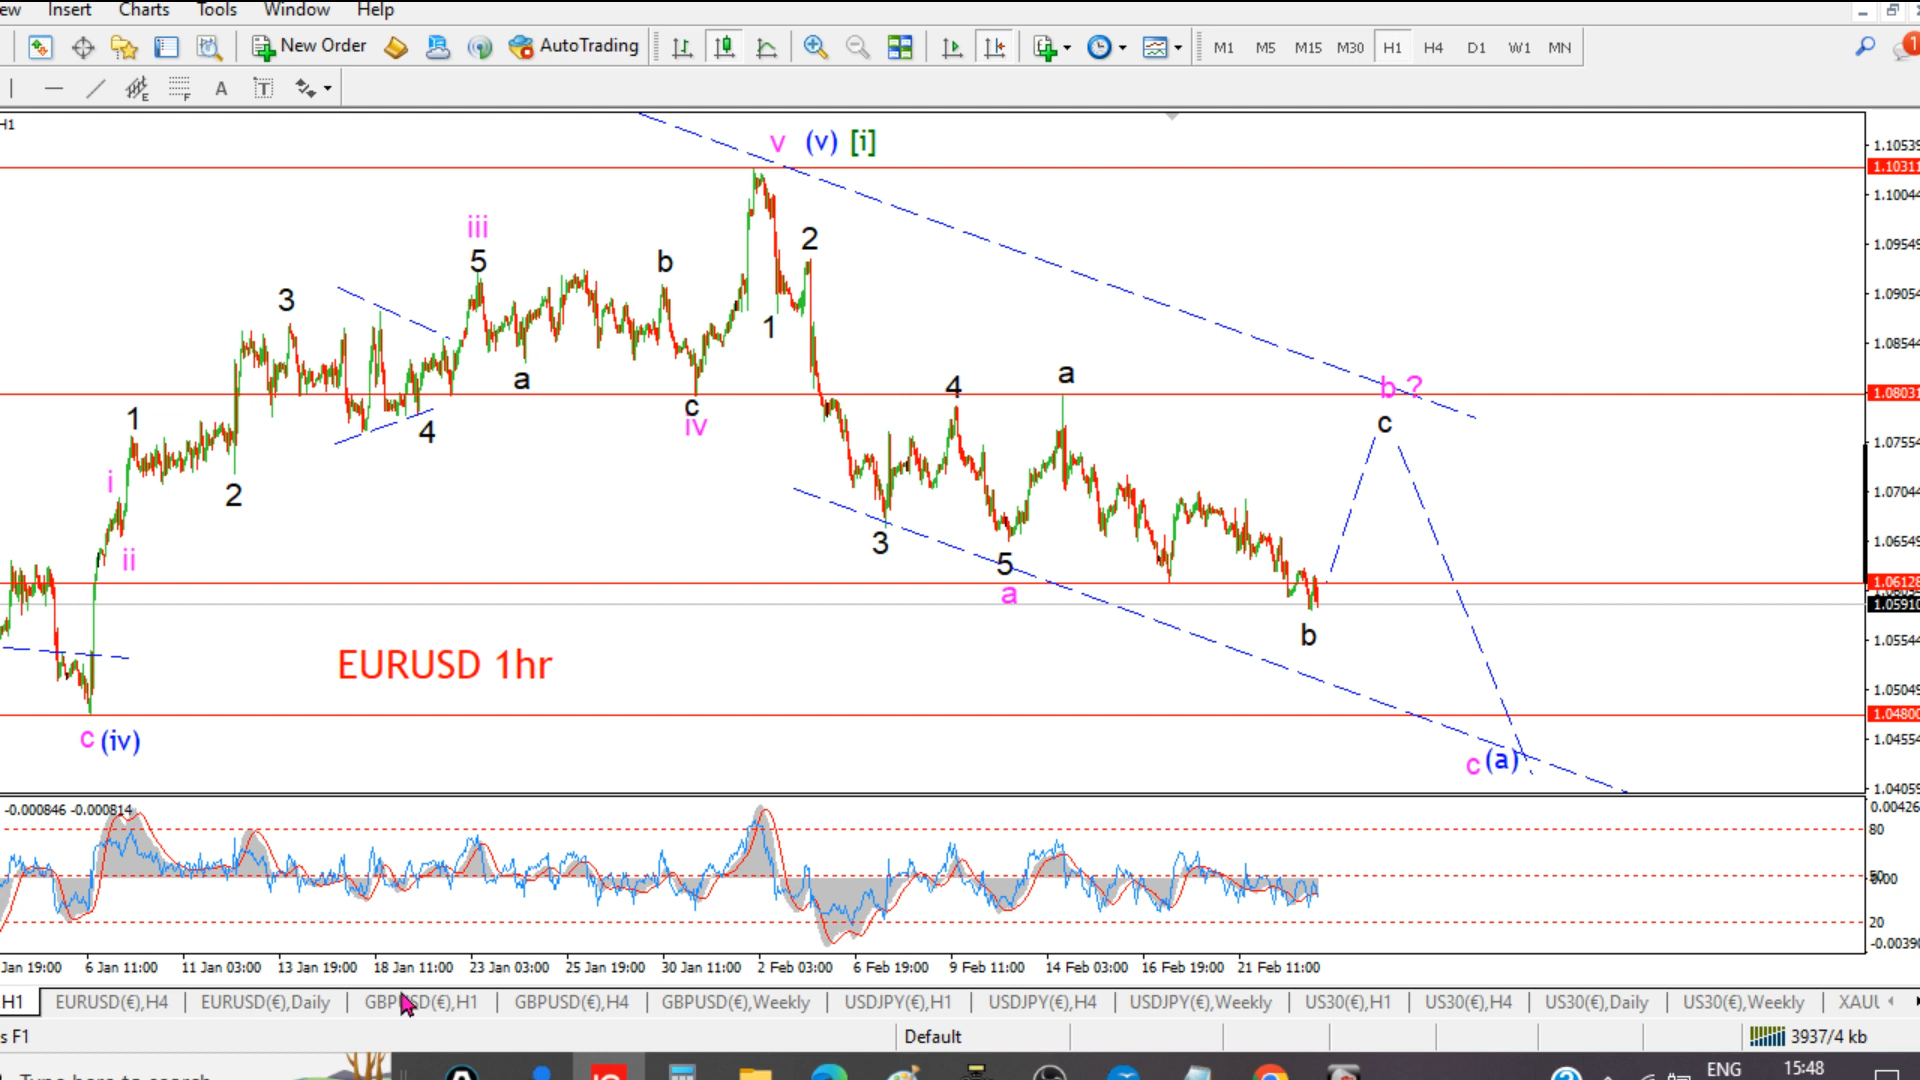 ew Insert Charts Tools Window Help
New Order AutoTrading M1 M5 M15 M30 H1 H4 D1 W1 MN 1
E F A T
H1
v (v) [i]
1.10539
1.10311
1.10044
iii
2
1.09549
5 b
3
1.09054
1
1.08544
a a
b ?
4
1.08031
c
iv
1 4 c
1.07554
i
2
1.07044
3
1.06549
ii
5
a
1.06128
1.05910
b
1.05544
EURUSD 1hr
1.05049
1.04800
c (iv)
1.04554
c (a)
1.04055
-0.000846 -0.000814
0.00426
80
50
20
-0.00390
Jan 19:00 6 Jan 11:00 11 Jan 03:00 13 Jan 19:00 18 Jan 11:00 23 Jan 03:00 25 Jan 19:00 30 Jan 11:00 2 Feb 03:00 6 Feb 19:00 9 Feb 11:00 14 Feb 03:00 16 Feb 19:00 21 Feb 11:00
H1 EURUSD(€),H4 EURUSD(€),Daily GBPUSD(€),H1 GBPUSD(€),H4 GBPUSD(€),Weekly USDJPY(€),H1 USDJPY(€),H4 USDJPY(€),Weekly US30(€),H1 US30(€),H4 US30(€),Daily US30(€),Weekly XAU
s F1 Default 3937/4 kb
Type here to search ENG 15:48